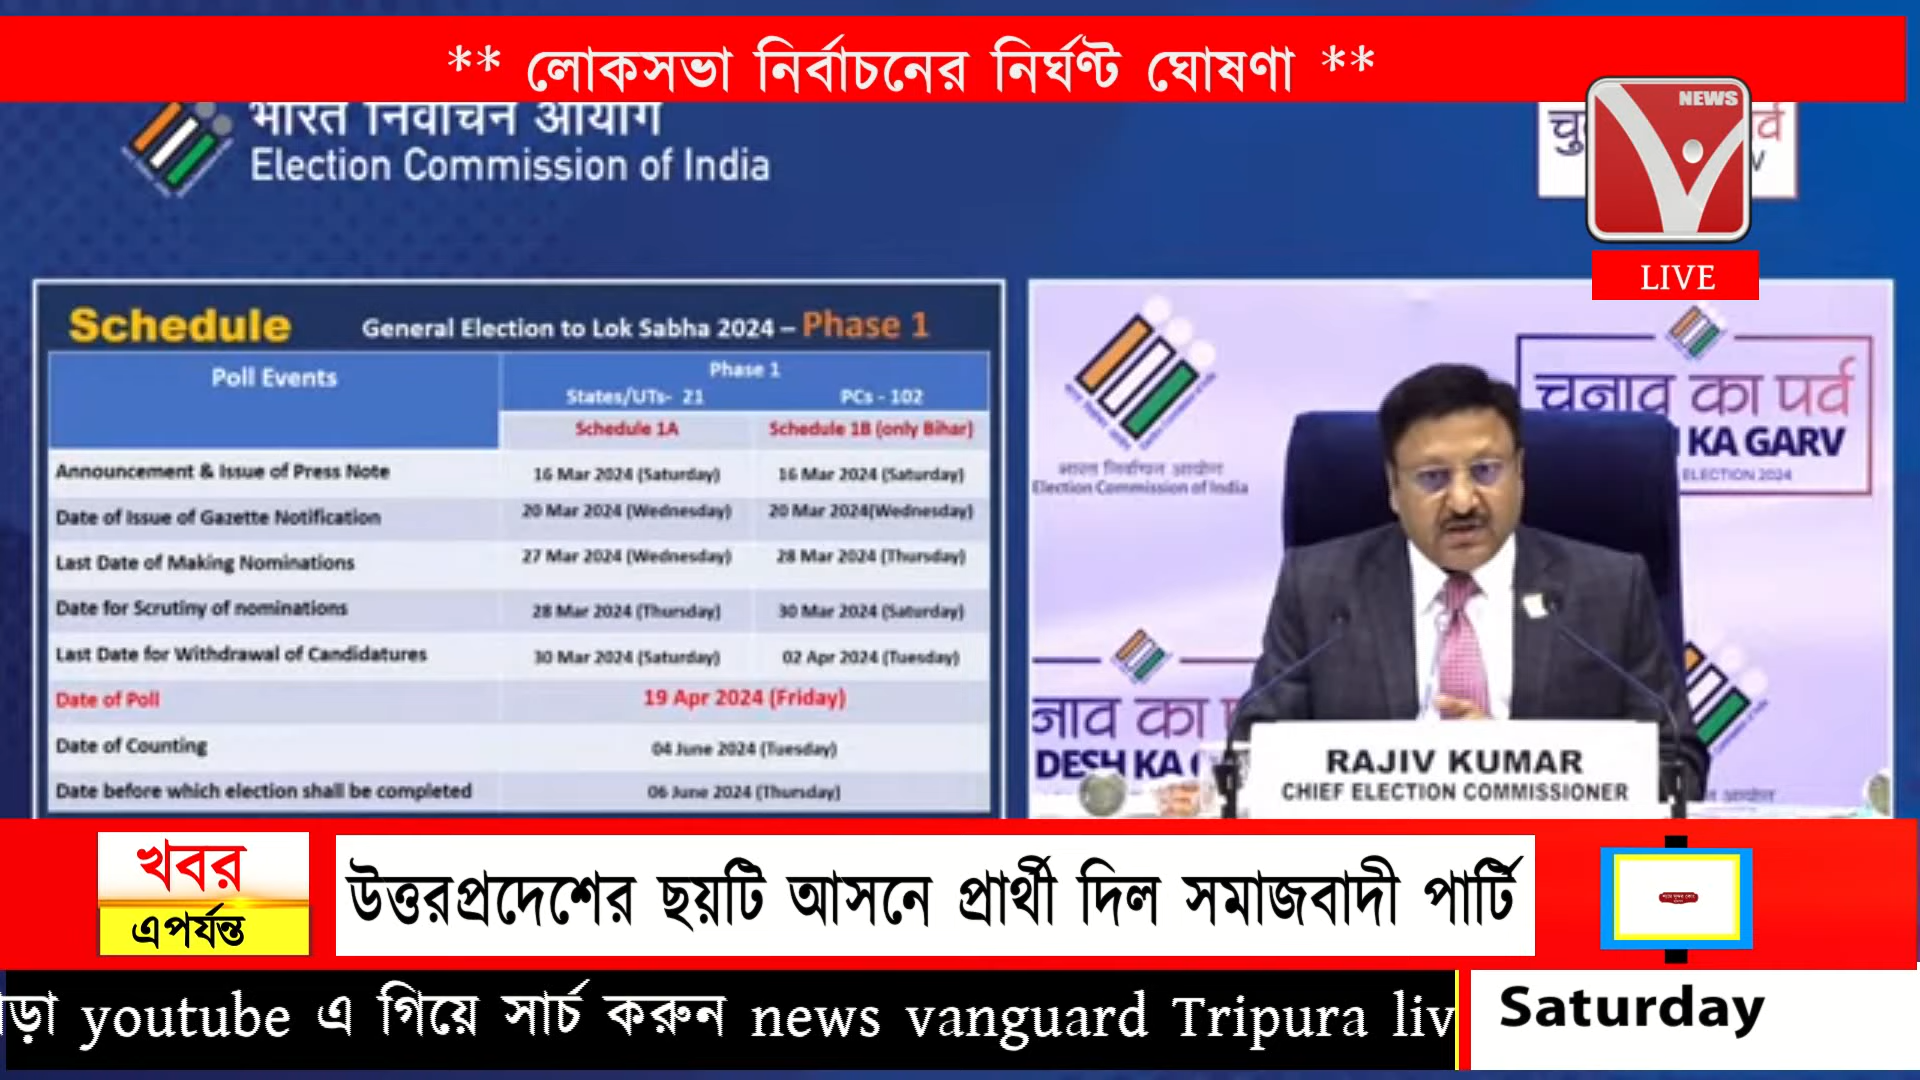 ** লোকসভা নির্বাচনের নির্ঘণ্ট ঘোষণা **
भारत निर्वाचन आयोग
Election Commission of India
NEWS
LIVE
Schedule General Election to Lok Sabha 2024 – Phase 1
Poll Events
Phase 1
States/UTs- 21 PCs - 102
Schedule 1A Schedule 1B (only Bihar)
Announcement & Issue of Press Note 16 Mar 2024 (Saturday) 16 Mar 2024 (Saturday)
Date of Issue of Gazette Notification 20 Mar 2024 (Wednesday) 20 Mar 2024(Wednesday)
Last Date of Making Nominations 27 Mar 2024 (Wednesday) 28 Mar 2024 (Thursday)
Date for Scrutiny of nominations 28 Mar 2024 (Thursday) 30 Mar 2024 (Saturday)
Last Date for Withdrawal of Candidatures 30 Mar 2024 (Saturday) 02 Apr 2024 (Tuesday)
Date of Poll 19 Apr 2024 (Friday)
Date of Counting 04 June 2024 (Tuesday)
Date before which election shall be completed 06 June 2024 (Thursday)
भारत निर्वाचन आयोग
Election Commission of India
चुनाव का पर्व
KA GARV
ELECTION 2024
का
DESH KA
RAJIV KUMAR
CHIEF ELECTION COMMISSIONER
খবর
এপর্যন্ত
উত্তরপ্রদেশের ছয়টি আসনে প্রার্থী দিল সমাজবাদী পার্টি
youtube এ গিয়ে সার্চ করুন news vanguard Tripura liv
Saturday